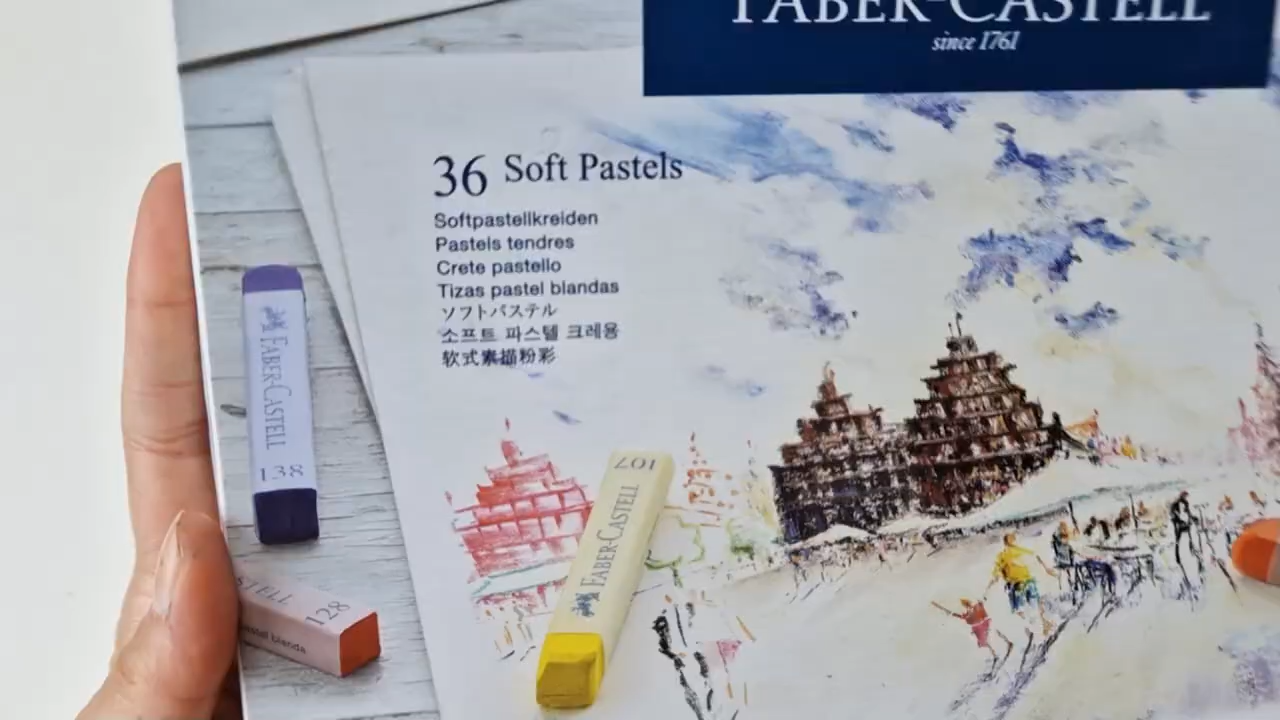 FABER-CASTELL
since 1761
36 Soft Pastels
Softpastellkreiden
Pastels tendres
Crete pastello
Tizas pastel blandas
ソフトパステル
소프트 파스텔 크레용
软式素描粉彩
FABER-CASTELL
138
107
FABER-CASTELL
STELL
128
pastel blanda